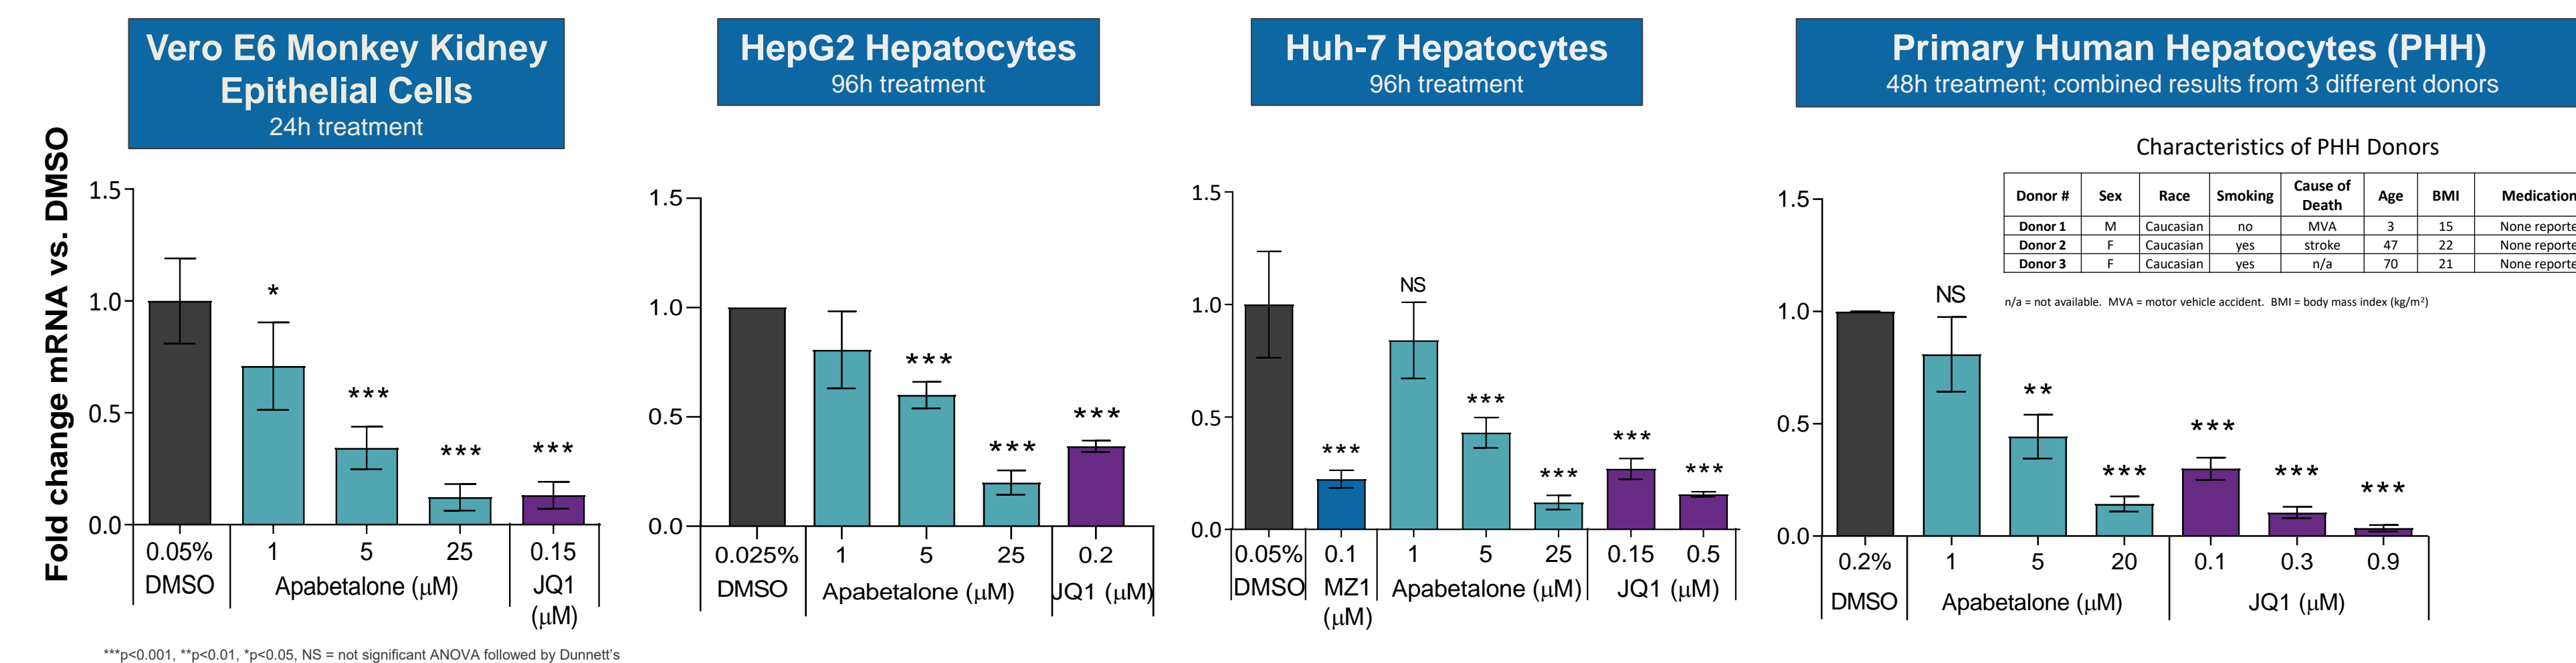 Vero E6 Monkey Kidney
Epithelial Cells
24h treatment
HepG2 Hepatocytes
96h treatment
Huh-7 Hepatocytes
96h treatment
Primary Human Hepatocytes (PHH)
48h treatment; combined results from 3 different donors
Fold change mRNA vs. DMSO
1.5
1.0
0.5
0.0
*
***
***
***
0.05% 1 5 25 0.15
DMSO Apabetalone (μM) JQ1
(μM)
1.5
1.0
0.5
0.0
***
***
***
0.025% 1 5 25 0.2
DMSO Apabetalone (μM) JQ1 (μM)
1.5
1.0
0.5
0.0
***
NS
***
***
***
***
0.05% 0.1 1 5 25 0.15 0.5
DMSO MZ1 Apabetalone (μM) JQ1 (μM)
(μM)
Characteristics of PHH Donors
Donor # Sex Race Smoking Cause of Death Age BMI Medication
Donor 1 M Caucasian no MVA 3 15 None reporte
Donor 2 F Caucasian yes stroke 47 22 None reporte
Donor 3 F Caucasian yes n/a 70 21 None reporte
n/a = not available. MVA = motor vehicle accident. BMI = body mass index (kg/m²)
1.5
1.0
0.5
0.0
NS
**
***
***
***
***
0.2% 1 5 20 0.1 0.3 0.9
DMSO Apabetalone (μM) JQ1 (μM)
***p<0.001, **p<0.01, *p<0.05, NS = not significant ANOVA followed by Dunnett's